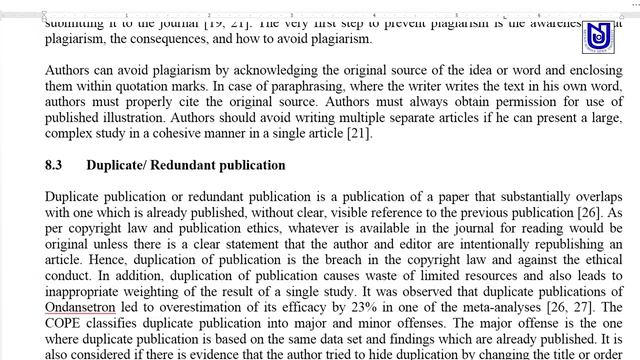 submitting it to the journal [19, 21]. The very first step to prevent plagiarism is the awareness
plagiarism, the consequences, and how to avoid plagiarism.
Authors can avoid plagiarism by acknowledging the original source of the idea or word and enclosing
them within quotation marks. In case of paraphrasing, where the writer writes the text in his own word,
authors must properly cite the original source. Authors must always obtain permission for use of
published illustration. Authors should avoid writing multiple separate articles if he can present a large,
complex study in a cohesive manner in a single article [21].
8.3 Duplicate/ Redundant publication
Duplicate publication or redundant publication is a publication of a paper that substantially overlaps
with one which is already published, without clear, visible reference to the previous publication [26]. As
per copyright law and publication ethics, whatever is available in the journal for reading would be
original unless there is a clear statement that the author and editor are intentionally republishing an
article. Hence, duplication of publication is the breach in the copyright law and against the ethical
conduct. In addition, duplication of publication causes waste of limited resources and also leads to
inappropriate weighting of the result of a single study. It was observed that duplicate publications of
Ondansetron led to overestimation of its efficacy by 23% in one of the meta-analyses [26, 27]. The
COPE classifies duplicate publication into major and minor offenses. The major offense is the one
where duplicate publication is based on the same data set and findings which are already published. It is
also considered if there is evidence that the author tried to hide duplication by changing the title or order